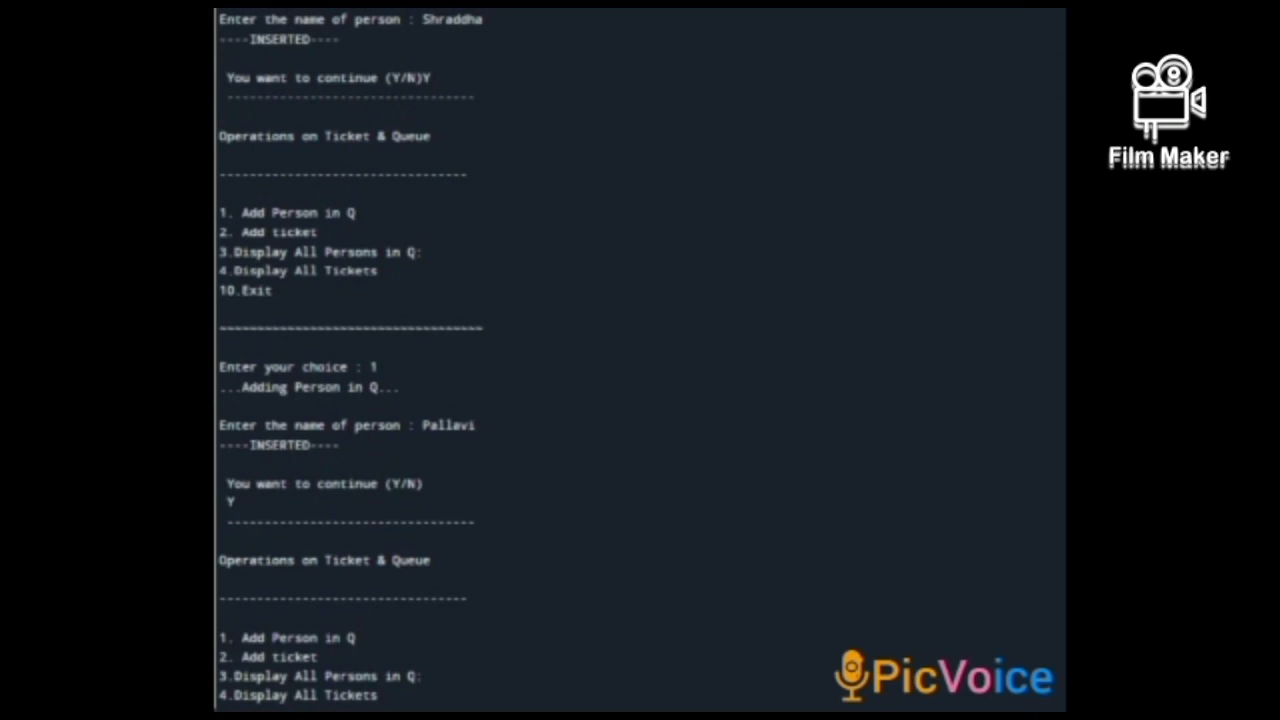 Enter the name of person : Shraddha
----INSERTED----
You want to continue (Y/N)Y
---------------------------------
Operations on Ticket & Queue
---------------------------------
1. Add Person in Q
2. Add ticket
3.Display All Persons in Q:
4.Display All Tickets
10.Exit
~~~~~~~~~~~~~~~~~~~~~~~~~~~~~~~~~~~
Enter your choice : 1
...Adding Person in Q...
Enter the name of person : Pallavi
----INSERTED----
You want to continue (Y/N)
Y
---------------------------------
Operations on Ticket & Queue
---------------------------------
1. Add Person in Q
2. Add ticket
3.Display All Persons in Q:
4.Display All Tickets
Film Maker
PicVoice